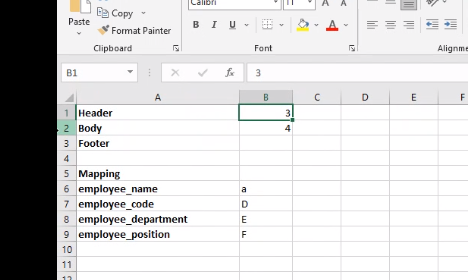 Paste
Copy
Format Painter
Calibri
11
B I U
Clipboard
Font
B1
fx 3
A B C D E F
1 Header 3
2 Body 4
3 Footer
4
5 Mapping
6 employee_name a
7 employee_code D
8 employee_department E
9 employee_position F
10
11
12